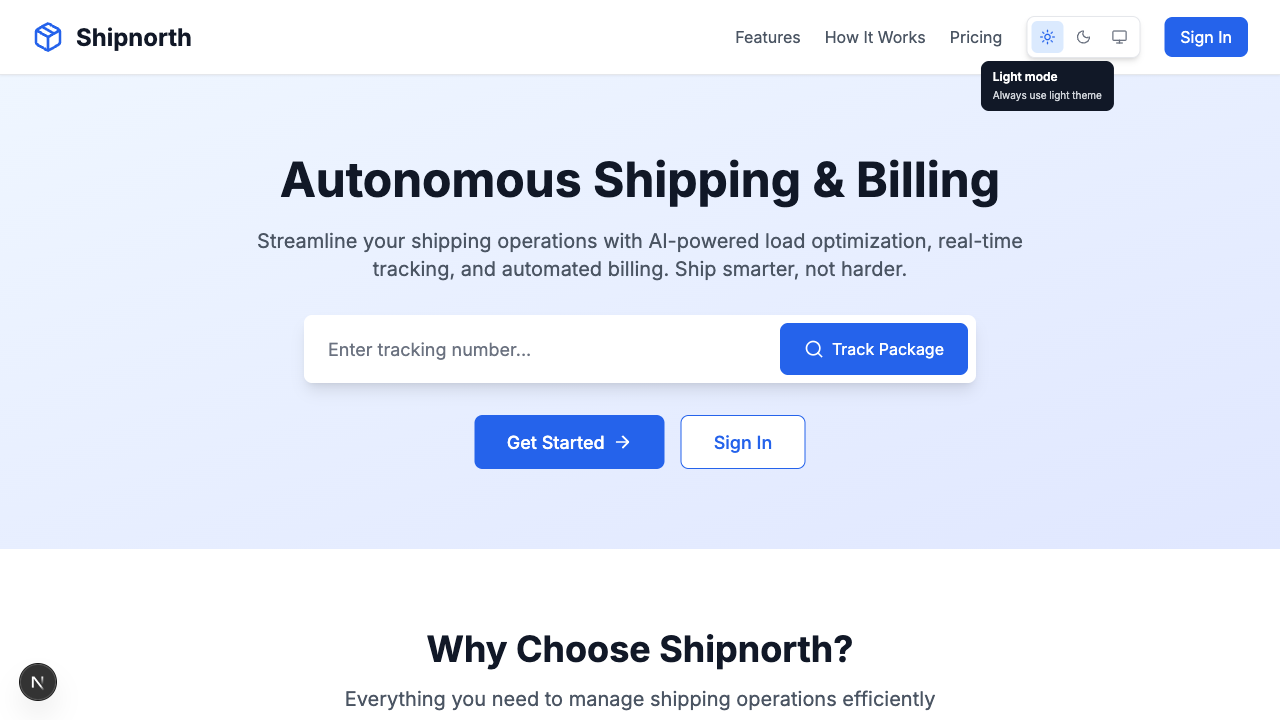 Shipnorth
Features
How It Works
Pricing
Sign In
Light mode
Always use light theme
Autonomous Shipping & Billing
Streamline your shipping operations with AI-powered load optimization, real-time
tracking, and automated billing. Ship smarter, not harder.
Enter tracking number...
Track Package
Get Started
Sign In
Why Choose Shipnorth?
Everything you need to manage shipping operations efficiently
N